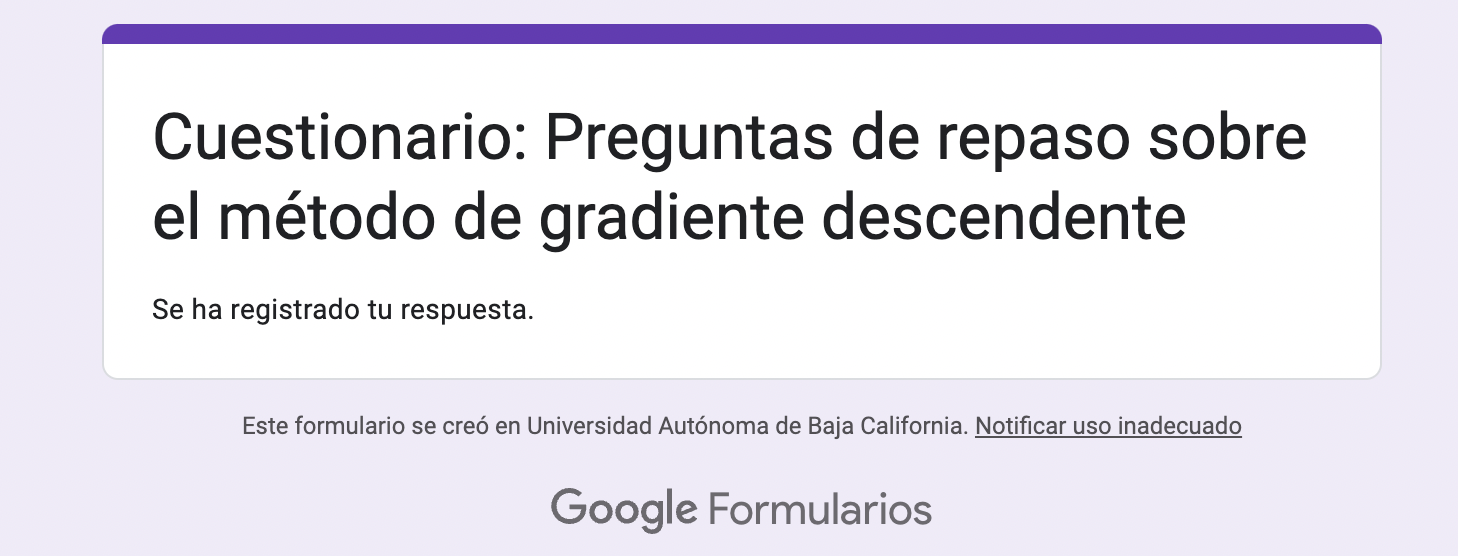 Cuestionario: Preguntas de repaso sobre
el método de gradiente descendente
Se ha registrado tu respuesta.
Este formulario se creó en Universidad Autónoma de Baja California. Notificar uso inadecuado
Google Formularios